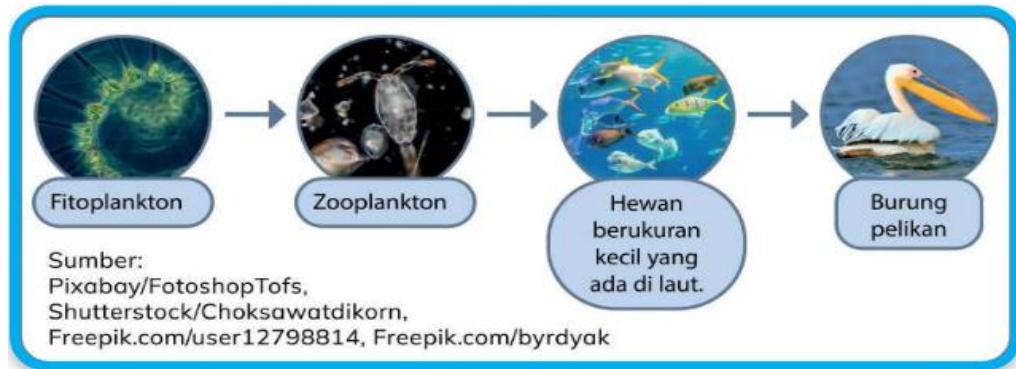 Fitoplankton
Zooplankton
Hewan
berukuran
kecil yang
ada di laut.
Burung
pelikan
Sumber:
Pixabay/FotoshopTofs,
Shutterstock/Choksawatdikorn,
Freepik.com/user12798814, Freepik.com/byrdyak